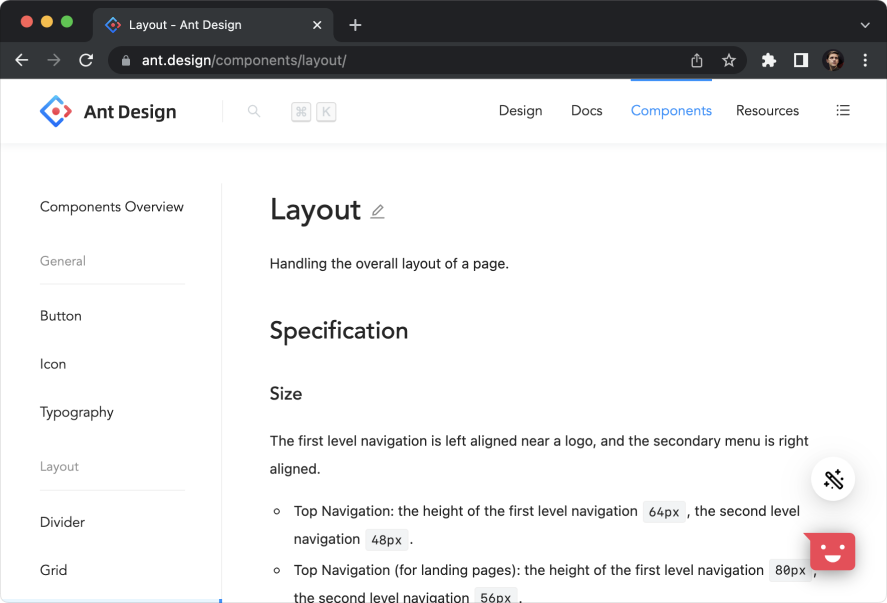 Layout - Ant Design
ant.design/components/layout/
Ant Design
⌘ K
Design Docs Components Resources
Components Overview
General
Button
Icon
Typography
Layout
Divider
Grid
Layout
Handling the overall layout of a page.
Specification
Size
The first level navigation is left aligned near a logo, and the secondary menu is right
aligned.
Top Navigation: the height of the first level navigation 64px , the second level
navigation 48px .
Top Navigation (for landing pages): the height of the first level navigation 80px ,
the second level navigation 56px .